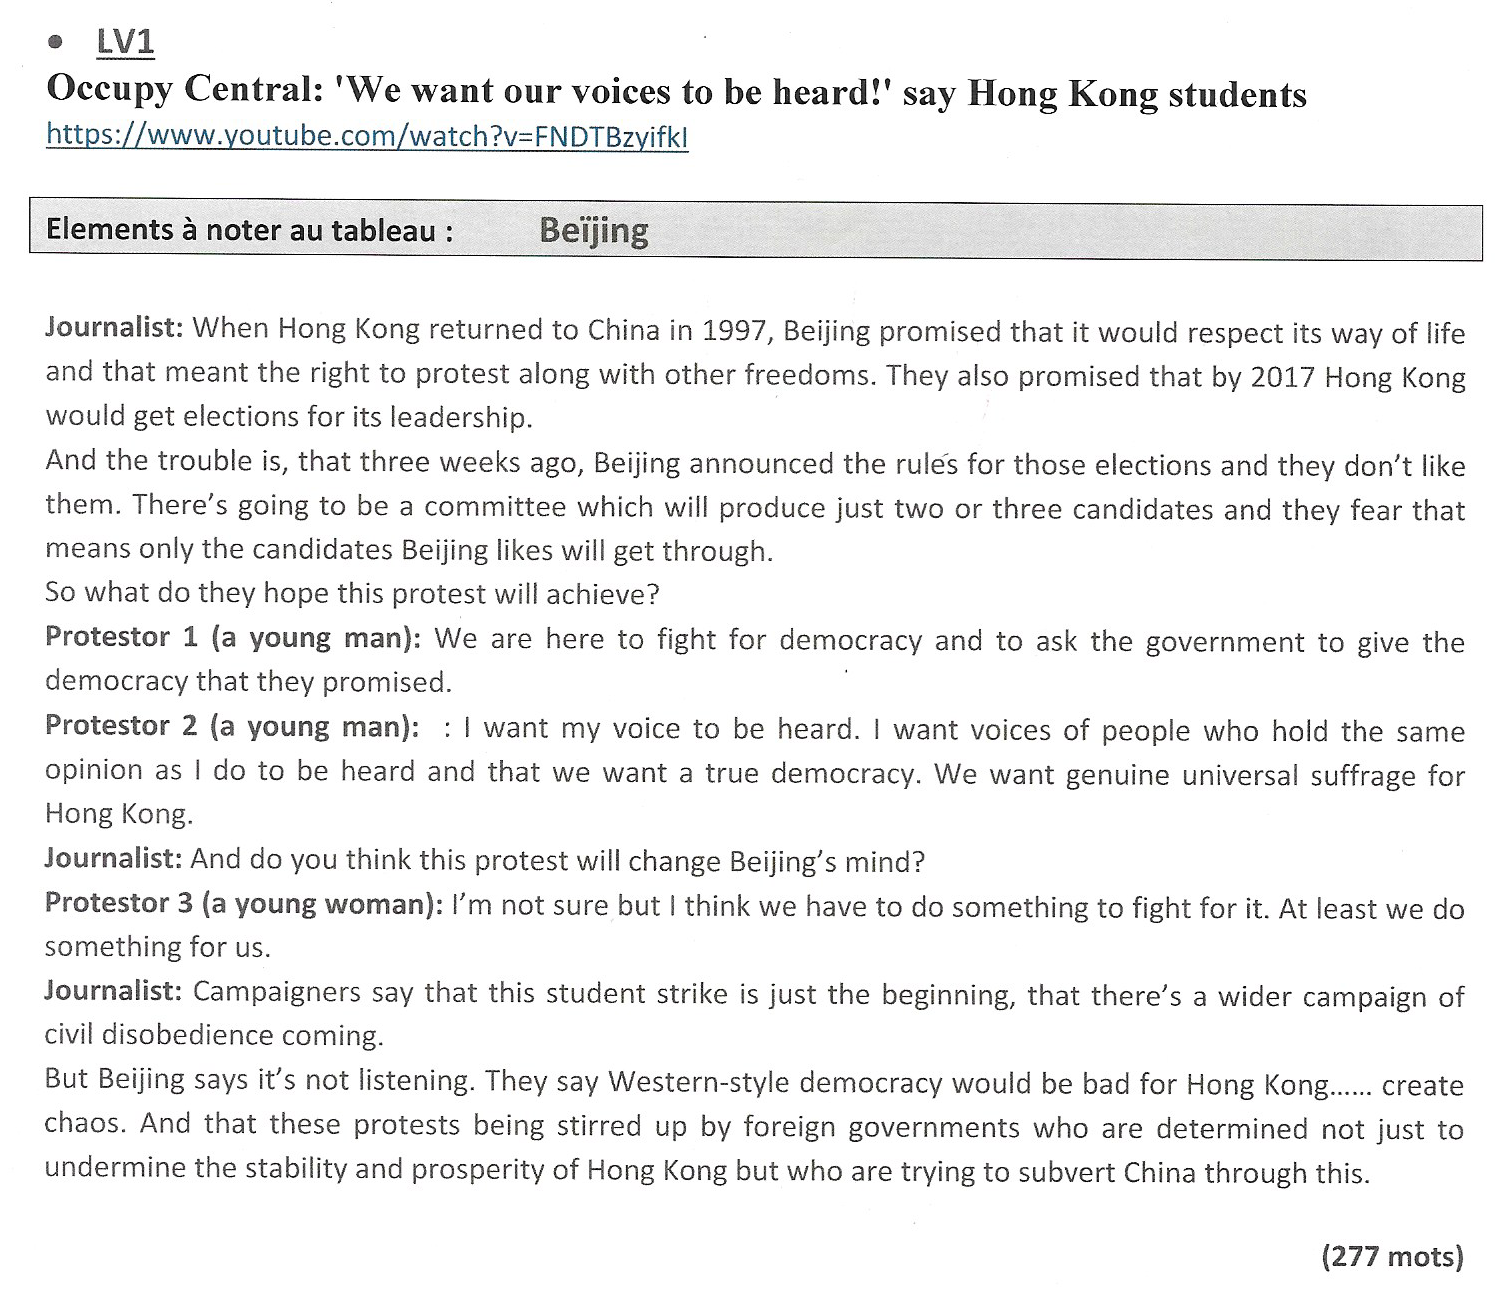 • LV1
Occupy Central: 'We want our voices to be heard!' say Hong Kong students
https://www.youtube.com/watch?v=FNDTBzyifkI
Elements à noter au tableau : Beïjing
Journalist: When Hong Kong returned to China in 1997, Beijing promised that it would respect its way of life
and that meant the right to protest along with other freedoms. They also promised that by 2017 Hong Kong
would get elections for its leadership.
And the trouble is, that three weeks ago, Beijing announced the rules for those elections and they don't like
them. There's going to be a committee which will produce just two or three candidates and they fear that
means only the candidates Beijing likes will get through.
So what do they hope this protest will achieve?
Protestor 1 (a young man): We are here to fight for democracy and to ask the government to give the
democracy that they promised.
Protestor 2 (a young man): : I want my voice to be heard. I want voices of people who hold the same
opinion as I do to be heard and that we want a true democracy. We want genuine universal suffrage for
Hong Kong.
Journalist: And do you think this protest will change Beijing's mind?
Protestor 3 (a young woman): I'm not sure but I think we have to do something to fight for it. At least we do
something for us.
Journalist: Campaigners say that this student strike is just the beginning, that there's a wider campaign of
civil disobedience coming.
But Beijing says it's not listening. They say Western-style democracy would be bad for Hong Kong...... create
chaos. And that these protests being stirred up by foreign governments who are determined not just to
undermine the stability and prosperity of Hong Kong but who are trying to subvert China through this.
(277 mots)